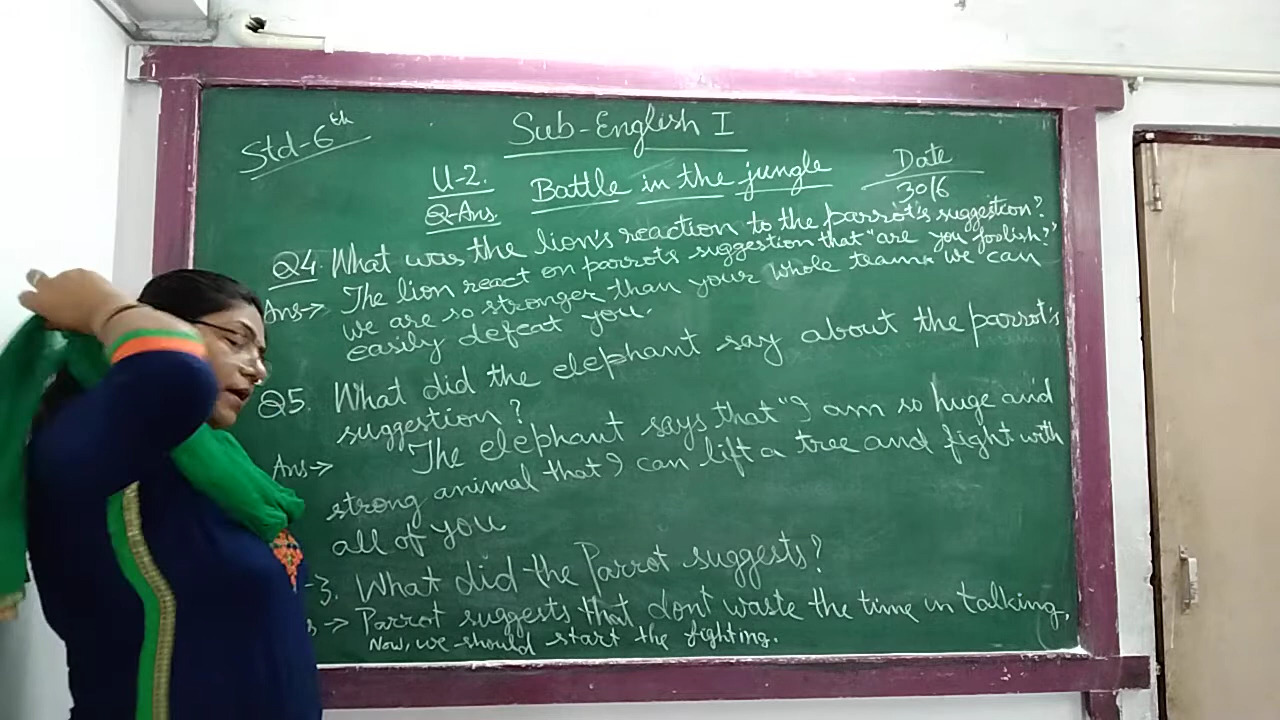 Std-6th
Sub-English I
U-2.
Battle in the jungle
Date
30/6
Q-Ans.
Q4. What was the lion's reaction to the parrot's suggestion?
Ans→ The lion react on parrots suggestion that "are you foolish?"
we are so stronger than your whole team. we can
easily defeat you.
Q5. What did the elephant say about the parrot's
suggestion?
Ans→ The elephant says that "I am so huge and
strong animal that I can lift a tree and fight with
all of you
-3. What did the Parrot suggests?
s→ Parrot suggests that dont waste the time in talking,
Now, we should start the fighting.